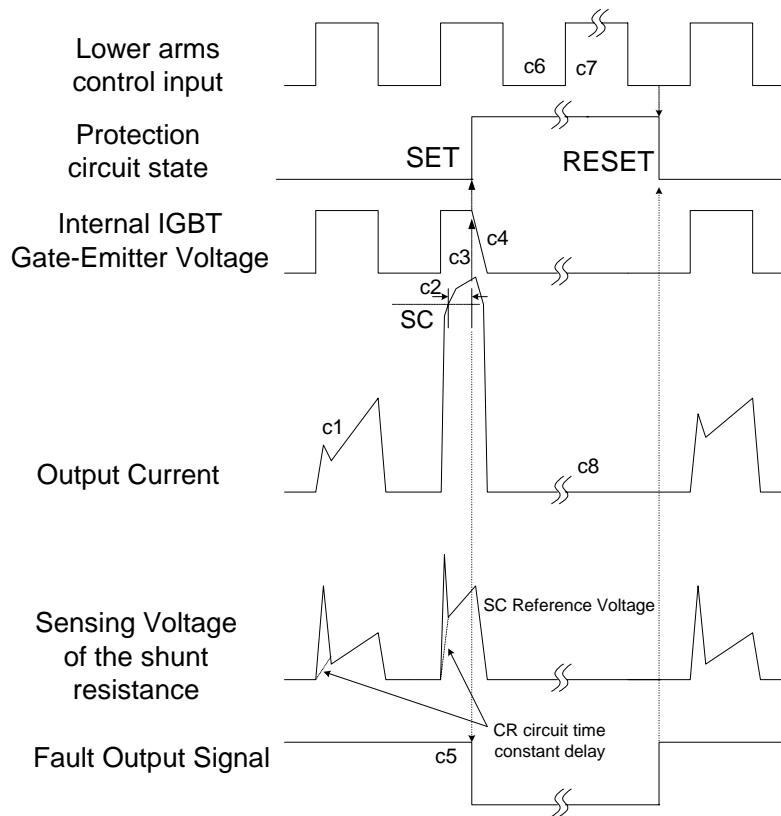 Lower arms
control input
c6
c7
Protection
circuit state
SET
RESET
Internal IGBT
Gate-Emitter Voltage
c4
c3
c2
SC
c1
Output Current
c8
SC Reference Voltage
Sensing Voltage
of the shunt
resistance
CR circuit time
constant delay
Fault Output Signal
c5